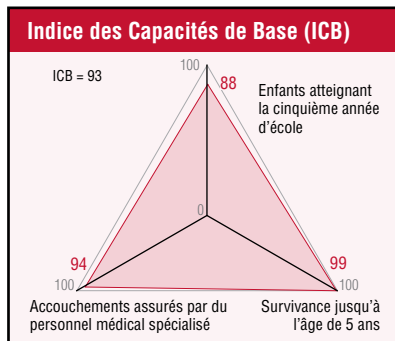 Indice des Capacités de Base (ICB)
ICB = 93
100
88
Enfants atteignant
la cinquième année
d'école
0
94
100
99
100
Accouchements assurés par du
personnel médical spécialisé
Survivance jusqu'à
l'âge de 5 ans